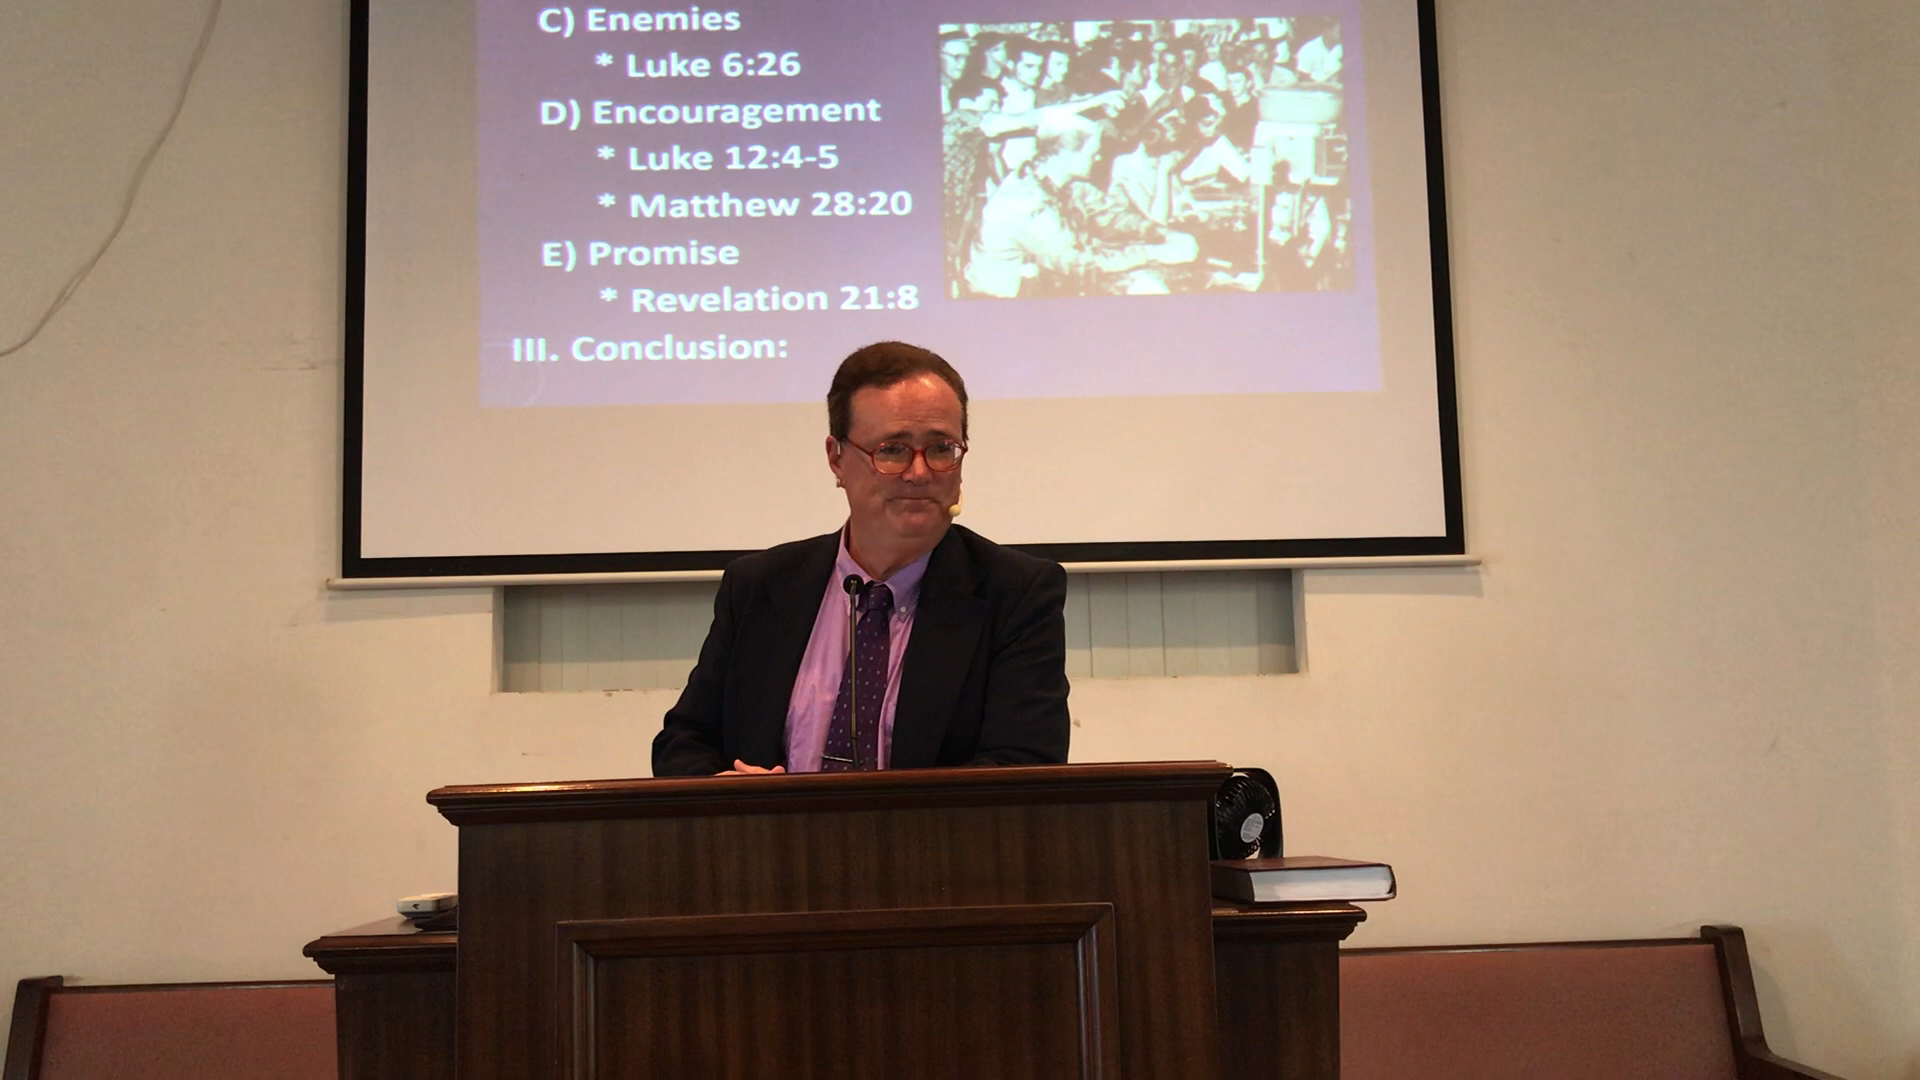 C) Enemies
* Luke 6:26
D) Encouragement
* Luke 12:4-5
* Matthew 28:20
E) Promise
* Revelation 21:8
III. Conclusion: